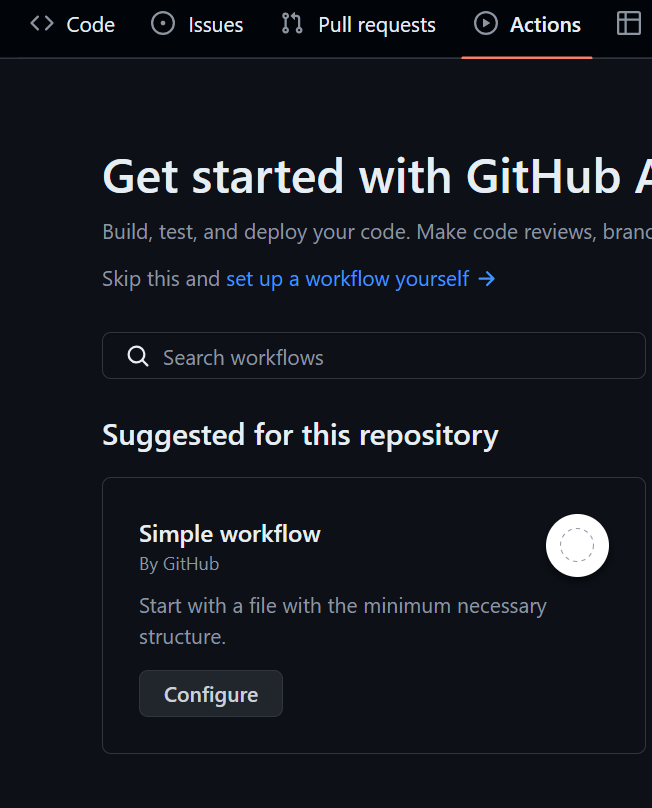 Code Issues Pull requests Actions
Get started with GitHub
Build, test, and deploy your code. Make code reviews,
Skip this and set up a workflow yourself →
Search workflows
Suggested for this repository
Simple workflow
By GitHub
Start with a file with the minimum necessary
structure.
Configure